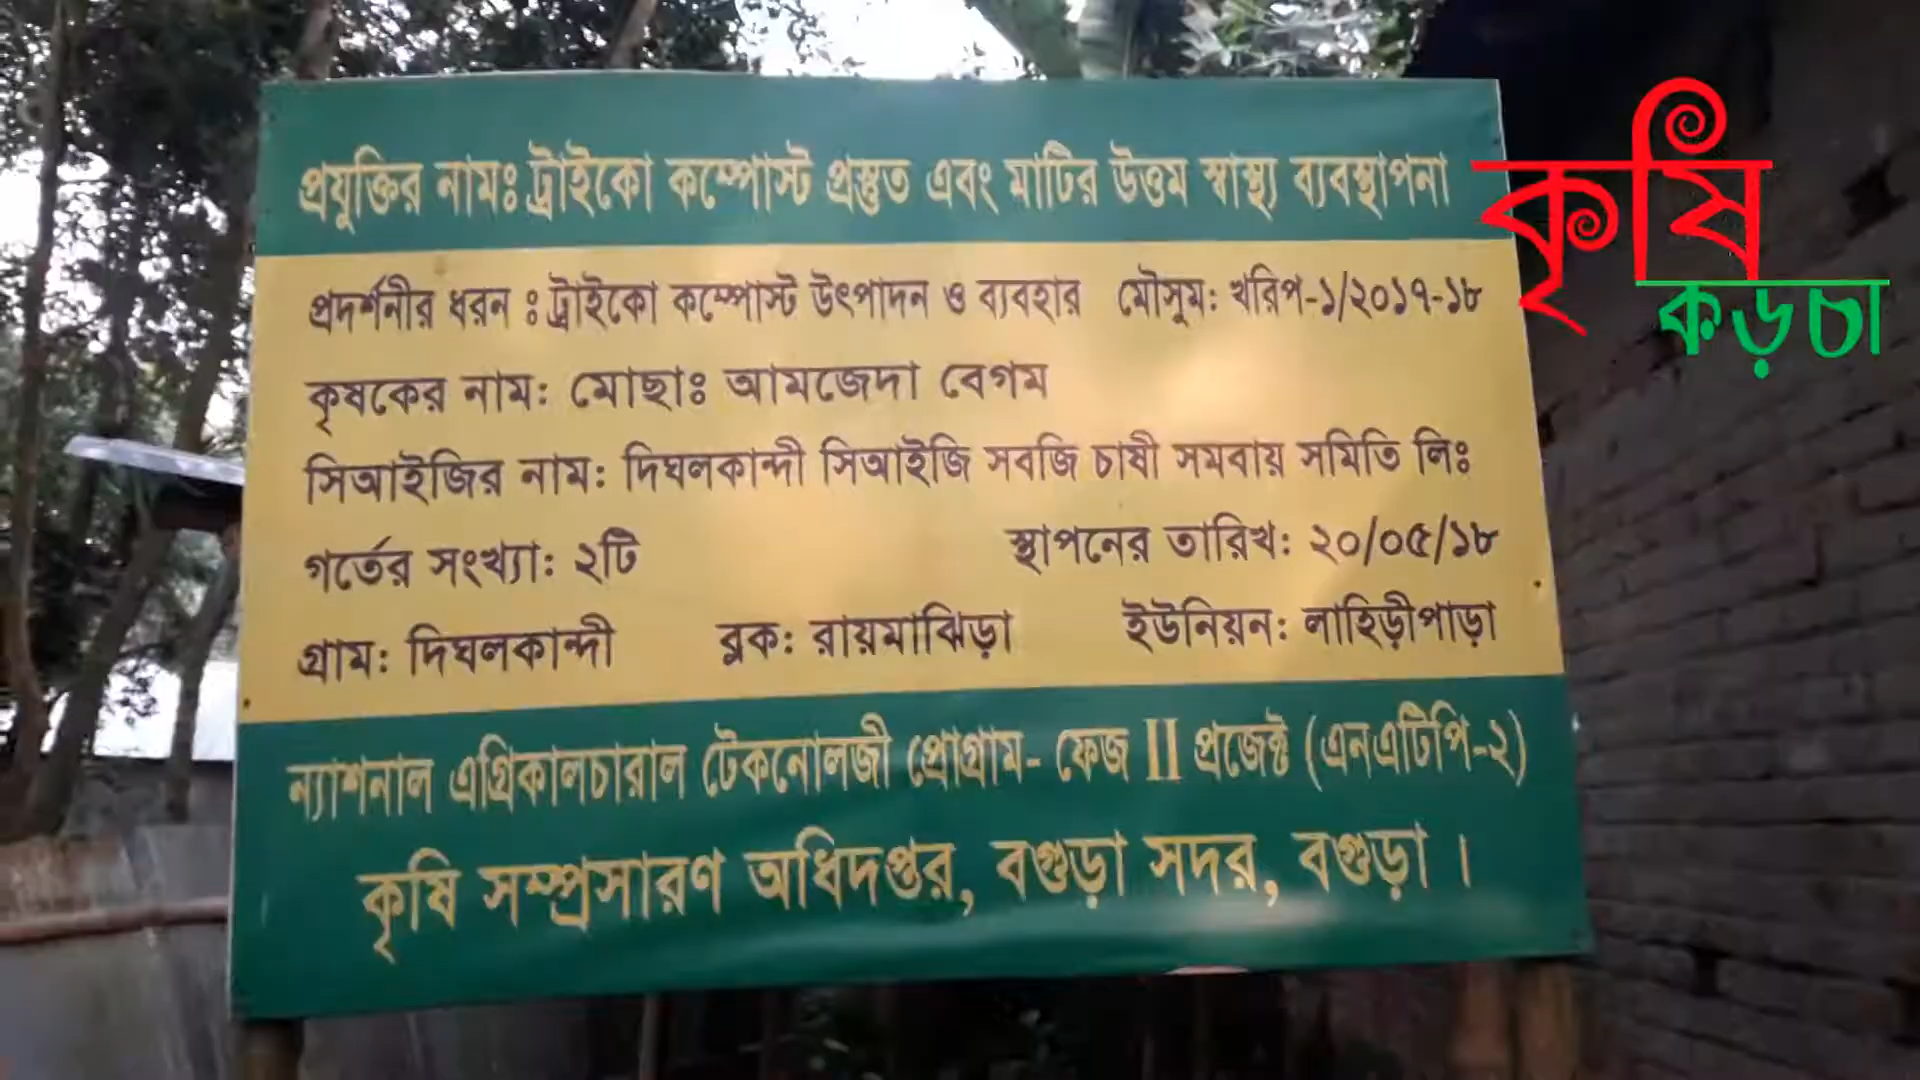 প্রযুক্তির নামঃ ট্রাইকো কম্পোস্ট প্রস্তুত এবং মাটির উত্তম স্বাস্থ্য ব্যবস্থাপনা
প্রদর্শনীর ধরন ঃ ট্রাইকো কম্পোস্ট উৎপাদন ও ব্যবহার মৌসুম: খরিপ-১/২০১৭-১৮
কৃষকের নাম: মোছাঃ আমজেদা বেগম
সিআইজির নাম: দিঘলকান্দী সিআইজি সবজি চাষী সমবায় সমিতি লিঃ
গর্তের সংখ্যা: ২টি স্থাপনের তারিখ: ২০/০৫/১৮
গ্রাম: দিঘলকান্দী ব্লক: রায়মাঝিড়া ইউনিয়ন: লাহিড়ীপাড়া
ন্যাশনাল এগ্রিকালচারাল টেকনোলজী প্রোগ্রাম- ফেজ II প্রজেক্ট (এনএটিপি-২)
কৃষি সম্প্রসারণ অধিদপ্তর, বগুড়া সদর, বগুড়া ।
কৃষি
কড়চা